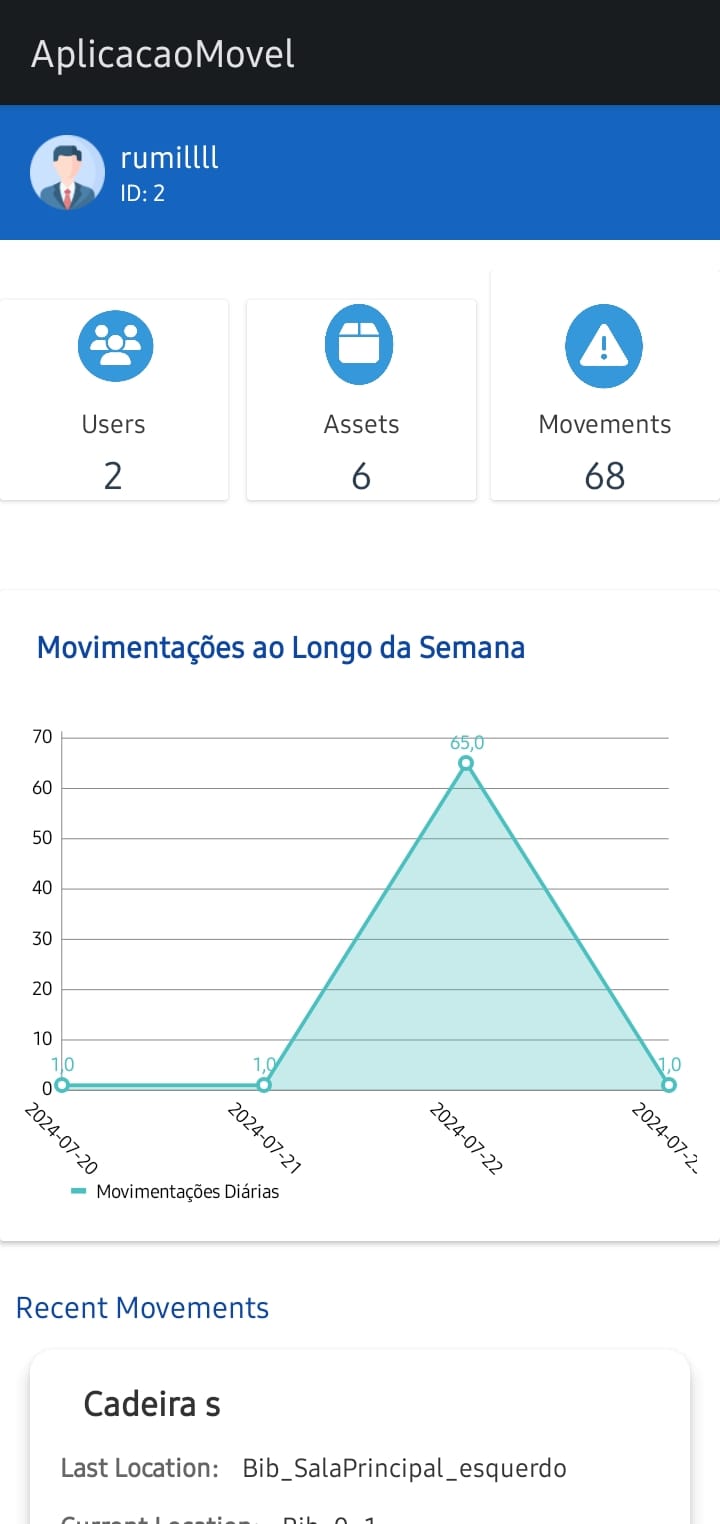 AplicacaoMovel
rumillll
ID: 2
Users
Assets
Movements
2
6
68
Movimentações ao Longo da Semana
70
65,0
60
50
40
30
20
10
1,0
1,0
1,0
0
2024-07-20
2024-07-21
2024-07-22
2024-07-2
Movimentações Diárias
Recent Movements
Cadeira s
Last Location: Bib_SalaPrincipal_esquerdo
Current Location: